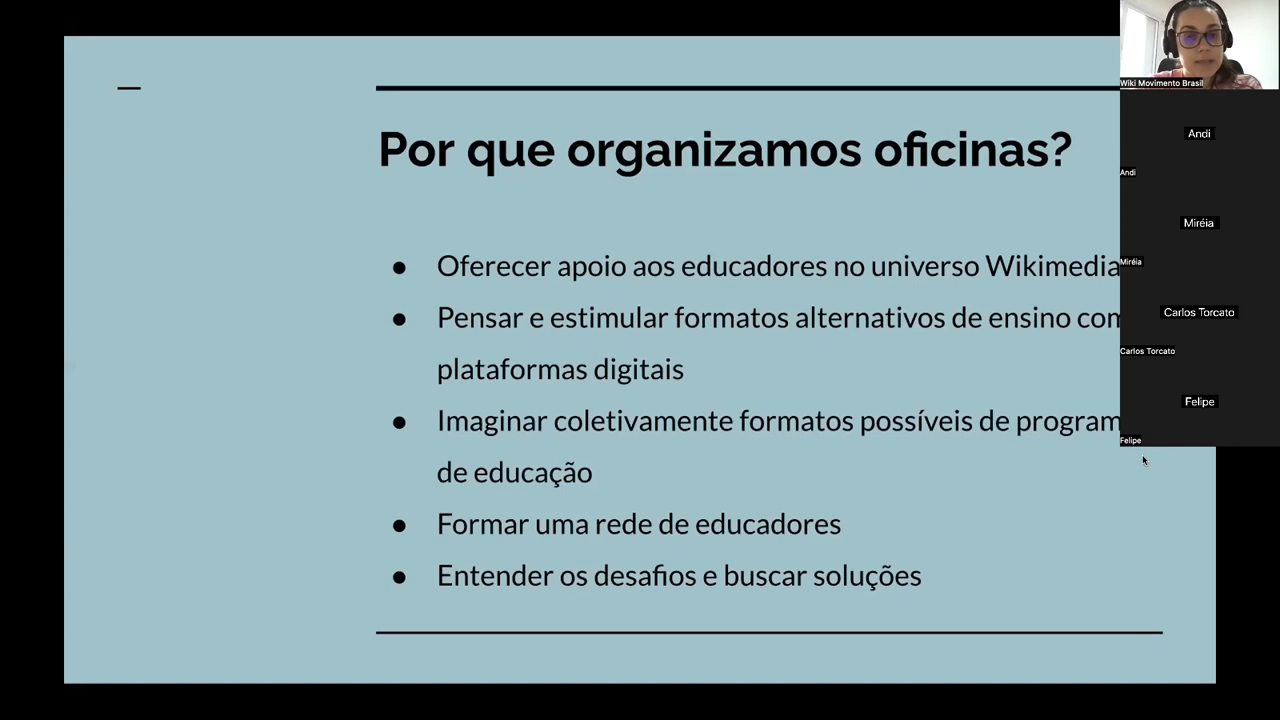 Por que organizamos oficinas?
● Oferecer apoio aos educadores no universo Wikimedia
● Pensar e estimular formatos alternativos de ensino com
plataformas digitais
● Imaginar coletivamente formatos possíveis de program
de educação
● Formar uma rede de educadores
● Entender os desafios e buscar soluções
Wiki Movimento Brasil
Andi
Andi
Miréia
Miréia
Carlos Torcato
Carlos Torcato
Felipe
Felipe